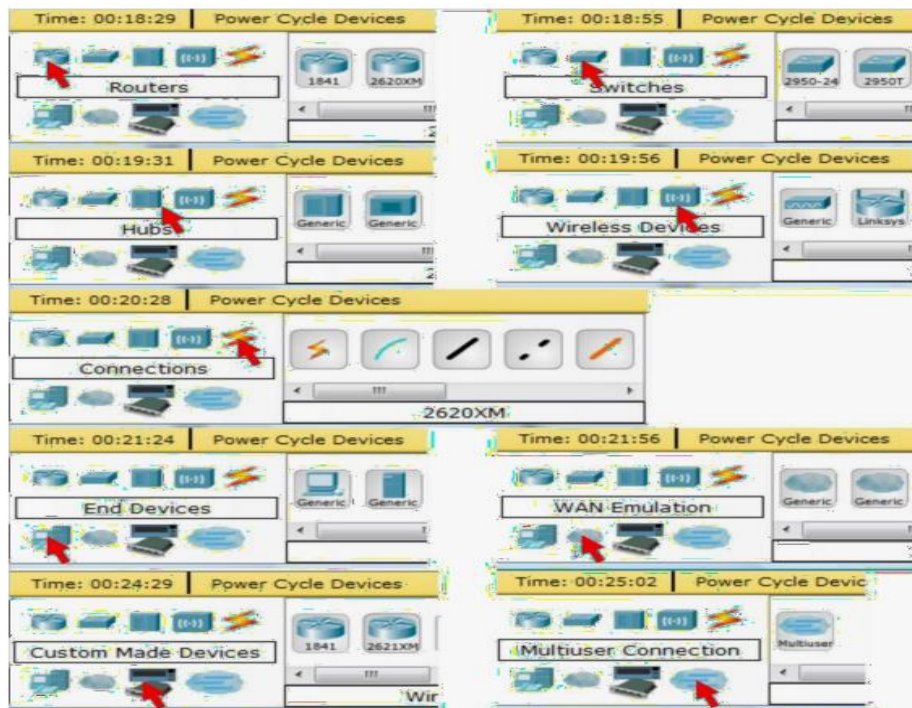 Time: 00:18:29 Power Cycle Devices
1841 2620XM
Routers
Time: 00:18:55 Power Cycle Devices
2950-24 2950T
Switches
Time: 00:19:31 Power Cycle Devices
Generic Generic
Hubs
Time: 00:19:56 Power Cycle Devices
Generic Linksys
Wireless Devices
Time: 00:20:28 Power Cycle Devices
Connections
2620XM
Time: 00:21:24 Power Cycle Devices
Generic Generic
End Devices
Time: 00:21:56 Power Cycle Devices
Generic Generic
WAN Emulation
Time: 00:24:29 Power Cycle Devices
1841 2621XM
Custom Made Devices
Wir
Time: 00:25:02 Power Cycle Devic
Multiuser
Multiuser Connection